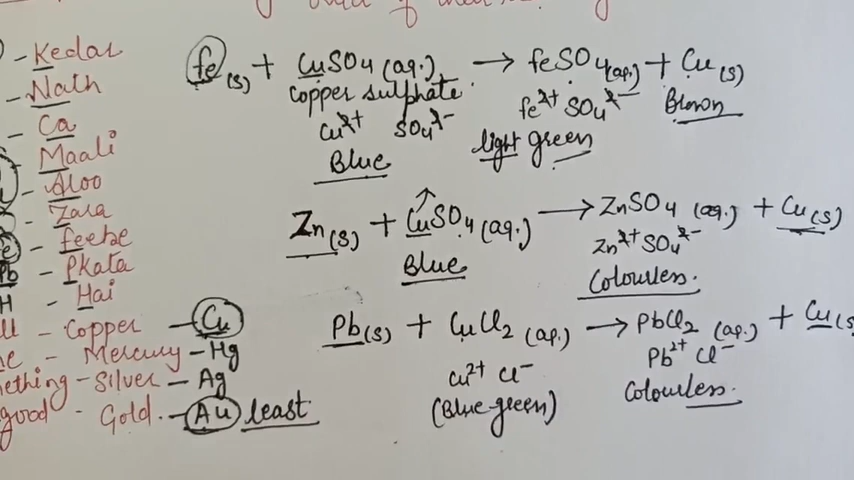 - Kedar
- Nath
- Ca
- Maali
- Aloo
- Zara
- feeke
Pb - Pkata
H - Hai
- Copper - Cu
- Mercury - Hg
- Silver - Ag
good - Gold. - Au least
fe(s) + CuSO4 (aq.) → feSO4(aq.) + Cu(s)
Copper sulphate
Cu2+ SO42- fe2+ SO42- Brown
Blue light green
Zn(s) + CuSO4 (aq.) → ZnSO4 (aq.) + Cu(s)
Zn2+ SO42-
Blue Colourless.
Pb(s) + CuCl2 (aq.) → PbCl2 (aq.) + Cu(s
Cu2+ Cl- Pb2+ Cl-
(Blue-green) Colourless.